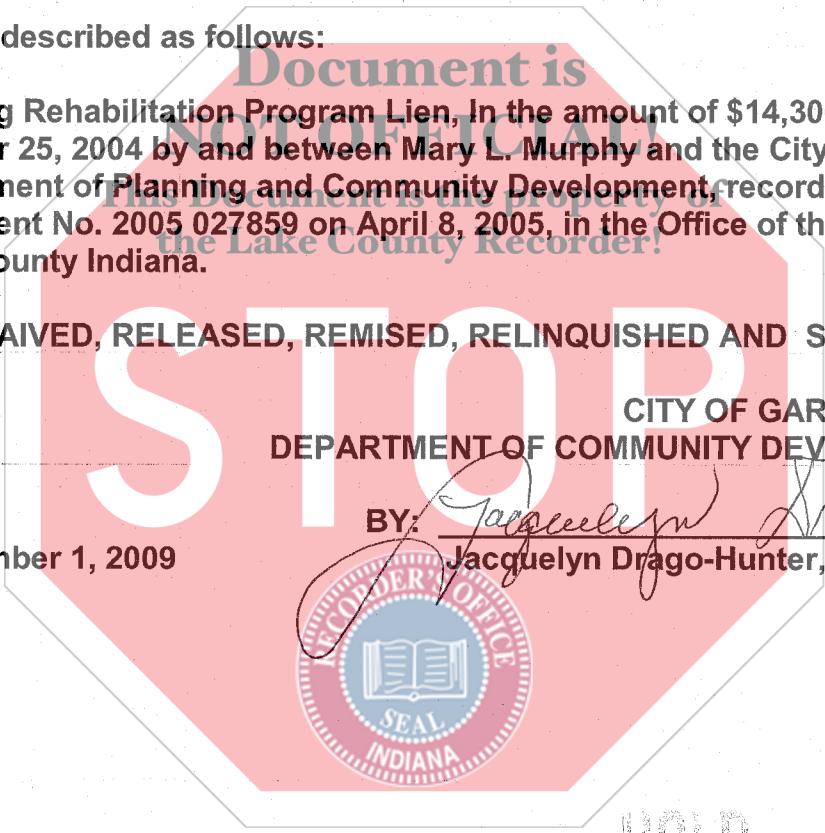 described as follows:
Document is
g Rehabilitation Program Lien, In the amount of $14,30
NOT OFFICIAL!
r 25, 2004 by and between Mary L. Murphy and the City
ment of Planning and Community Development, record
This Document is the property of
ent No. 2005 027859 on April 8, 2005, in the Office of th
the Lake County Recorder!
ounty Indiana.
AIVED, RELEASED, REMISED, RELINQUISHED AND S
STOP
CITY OF GAR
DEPARTMENT OF COMMUNITY DEV
BY: Jacquelyn
mber 1, 2009
Jacquelyn Drago-Hunter,
RECORDER'S OFFICE
SEAL
INDIANA